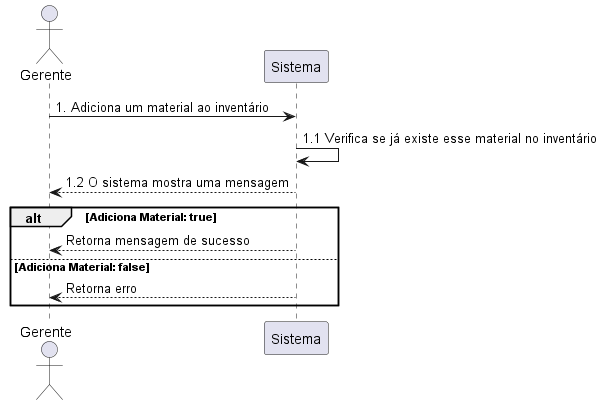 Gerente
Sistema
1. Adiciona um material ao inventário
1.1 Verifica se já existe esse material no inventário
1.2 O sistema mostra uma mensagem
alt [Adiciona Material: true]
Retorna mensagem de sucesso
[Adiciona Material: false]
Retorna erro
Gerente
Sistema